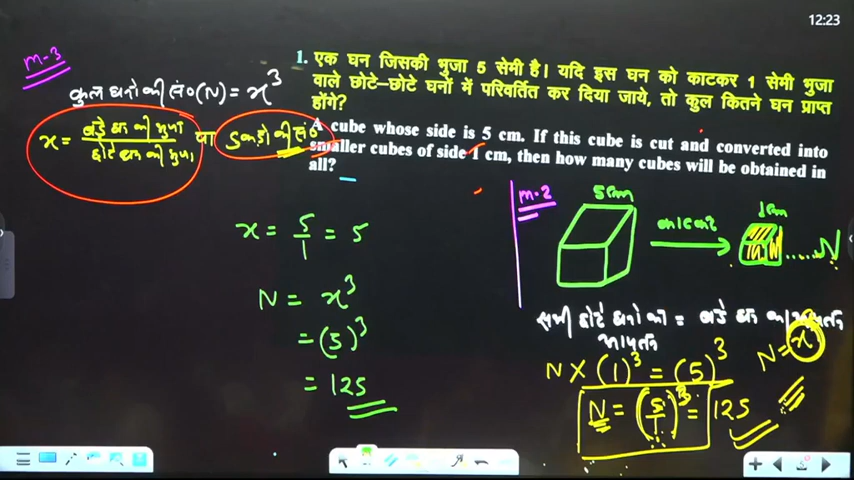 12:23
m-3
कुल घनों की सं०(N) = x³
x = बड़े घन की भुजा / छोटे घन की भुजा या टुकड़ों की सं०
1. एक घन जिसकी भुजा 5 सेमी है। यदि इस घन को काटकर 1 सेमी भुजा
वाले छोटे-छोटे घनों में परिवर्तित कर दिया जाये, तो कुल कितने घन प्राप्त
होंगे?
A cube whose side is 5 cm. If this cube is cut and converted into
smaller cubes of side 1 cm, then how many cubes will be obtained in
all?
x = 5/1 = 5
N = x³
= (5)³
= 125
m-2
5cm
1cm
......N
सभी छोटे घनों का = बड़े घन का आयतन
आयतन
N × (1)³ = (5)³
N = (5/1)³ = 125
N = x³